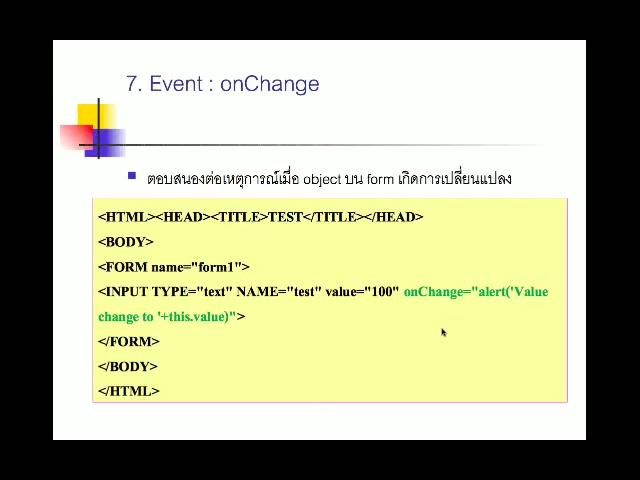 7. Event : onChange
ตอบสนองต่อเหตุการณ์เมื่อ object บน form เกิดการเปลี่ยนแปลง
<HTML><HEAD><TITLE>TEST</TITLE></HEAD>
<BODY>
<FORM name="form1">
<INPUT TYPE="text" NAME="test" value="100" onChange="alert('Value
change to '+this.value)">
</FORM>
</BODY>
</HTML>